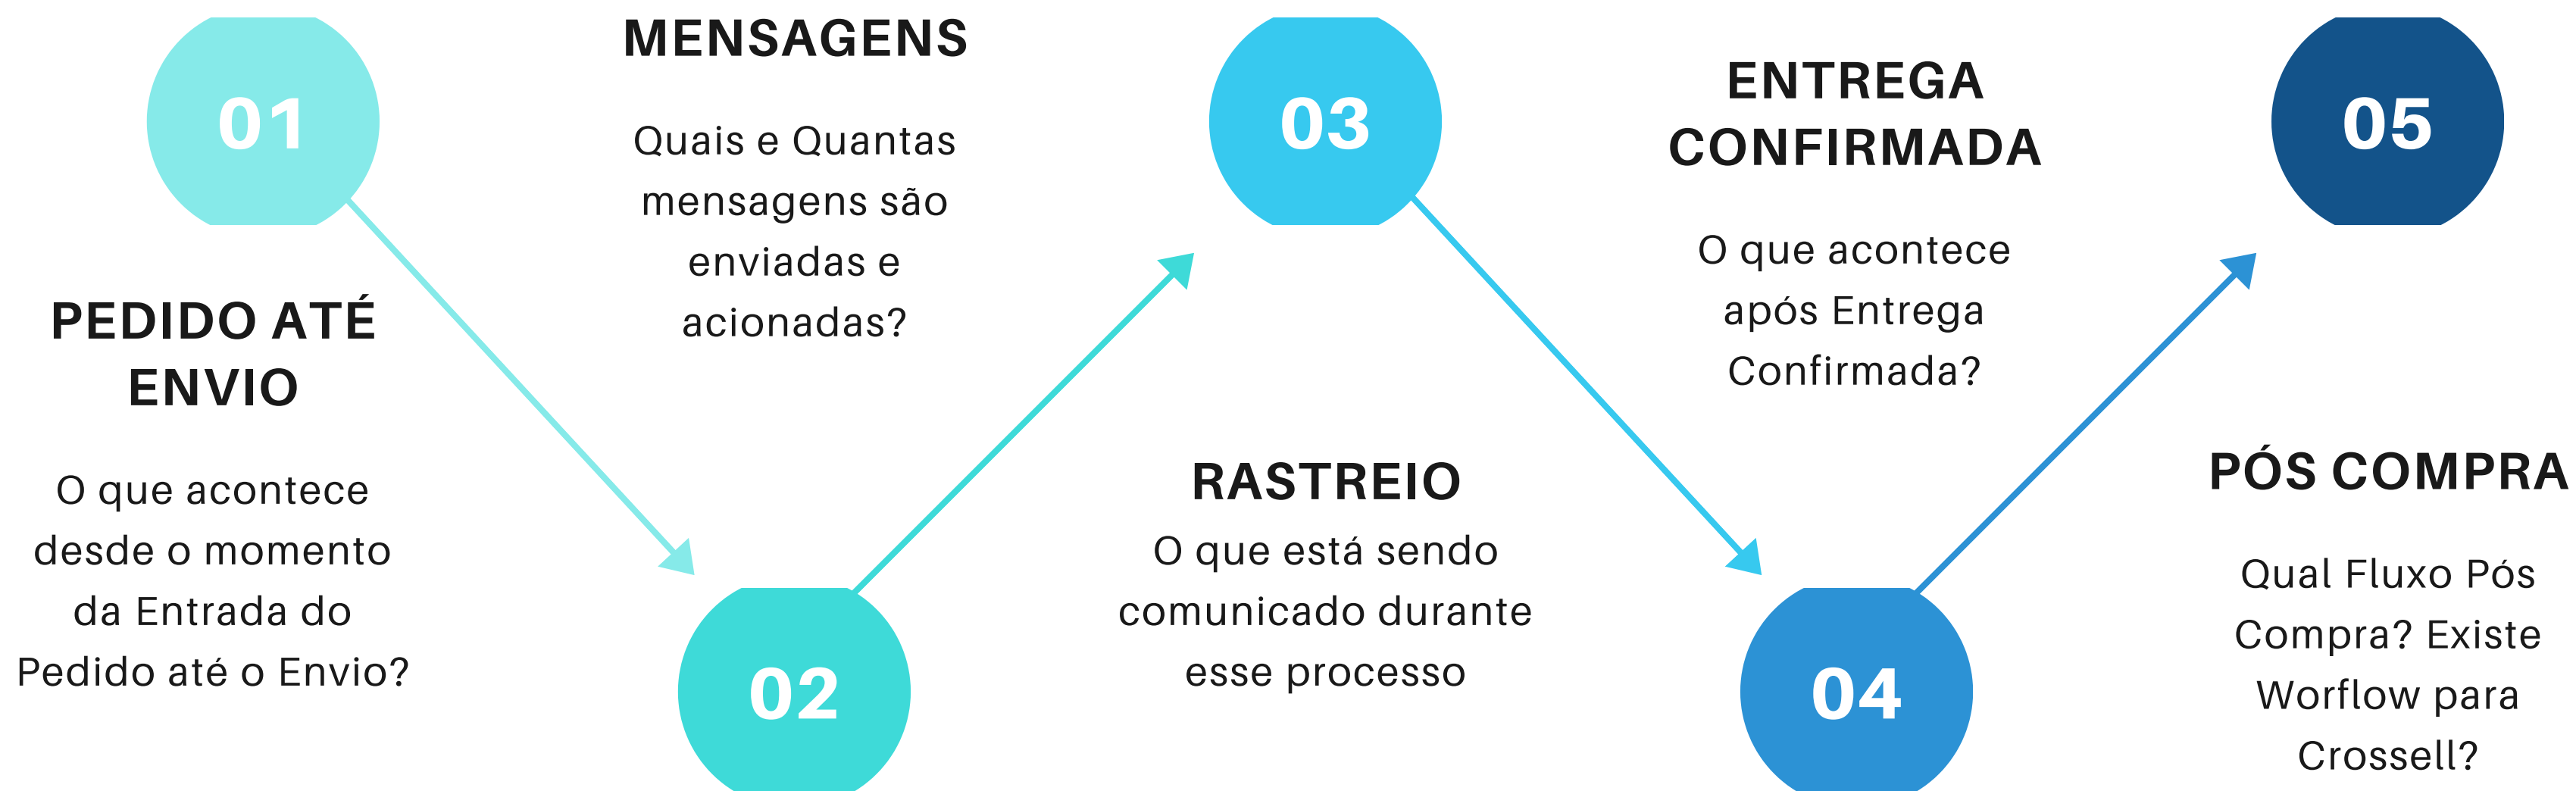 01
PEDIDO ATÉ
ENVIO
O que acontece
desde o momento
da Entrada do
Pedido até o Envio?
MENSAGENS
Quais e Quantas
mensagens são
enviadas e
acionadas?
02
03
RASTREIO
O que está sendo
comunicado durante
esse processo
ENTREGA
CONFIRMADA
O que acontece
após Entrega
Confirmada?
04
05
PÓS COMPRA
Qual Fluxo Pós
Compra? Existe
Worflow para
Crossell?